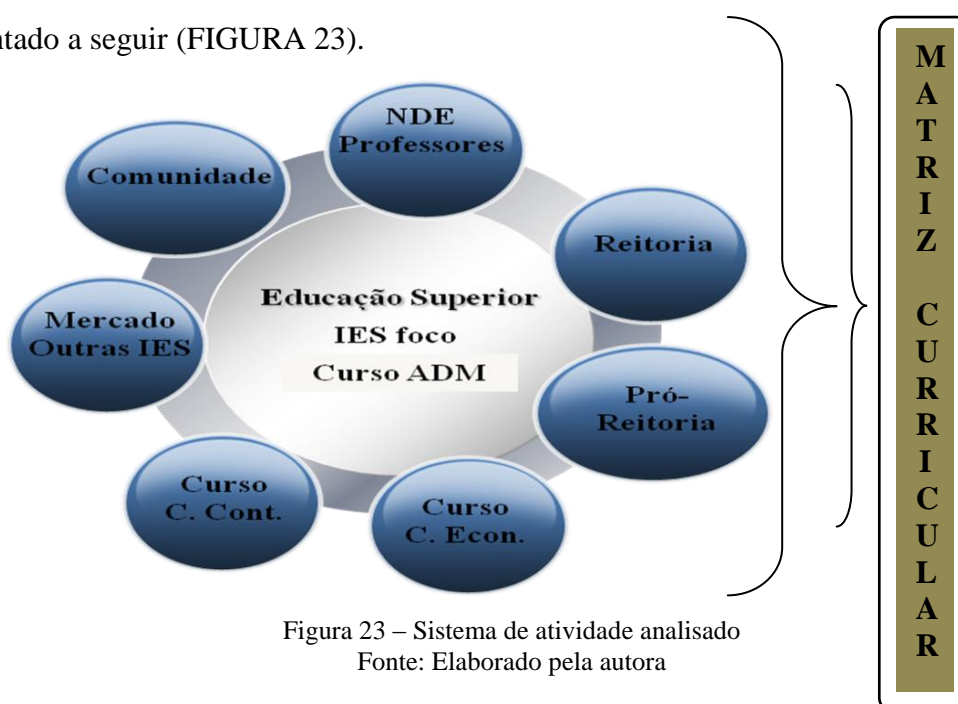 ntado a seguir (FIGURA 23).
NDE
Professores
Comunidade
Reitoria
Educação Superior
IES foco
Curso ADM
Mercado
Outras IES
Pró-
Reitoria
Curso
C. Cont.
Curso
C. Econ.
M
A
T
R
I
Z
C
U
R
R
I
C
U
L
A
R
Figura 23 – Sistema de atividade analisado
Fonte: Elaborado pela autora